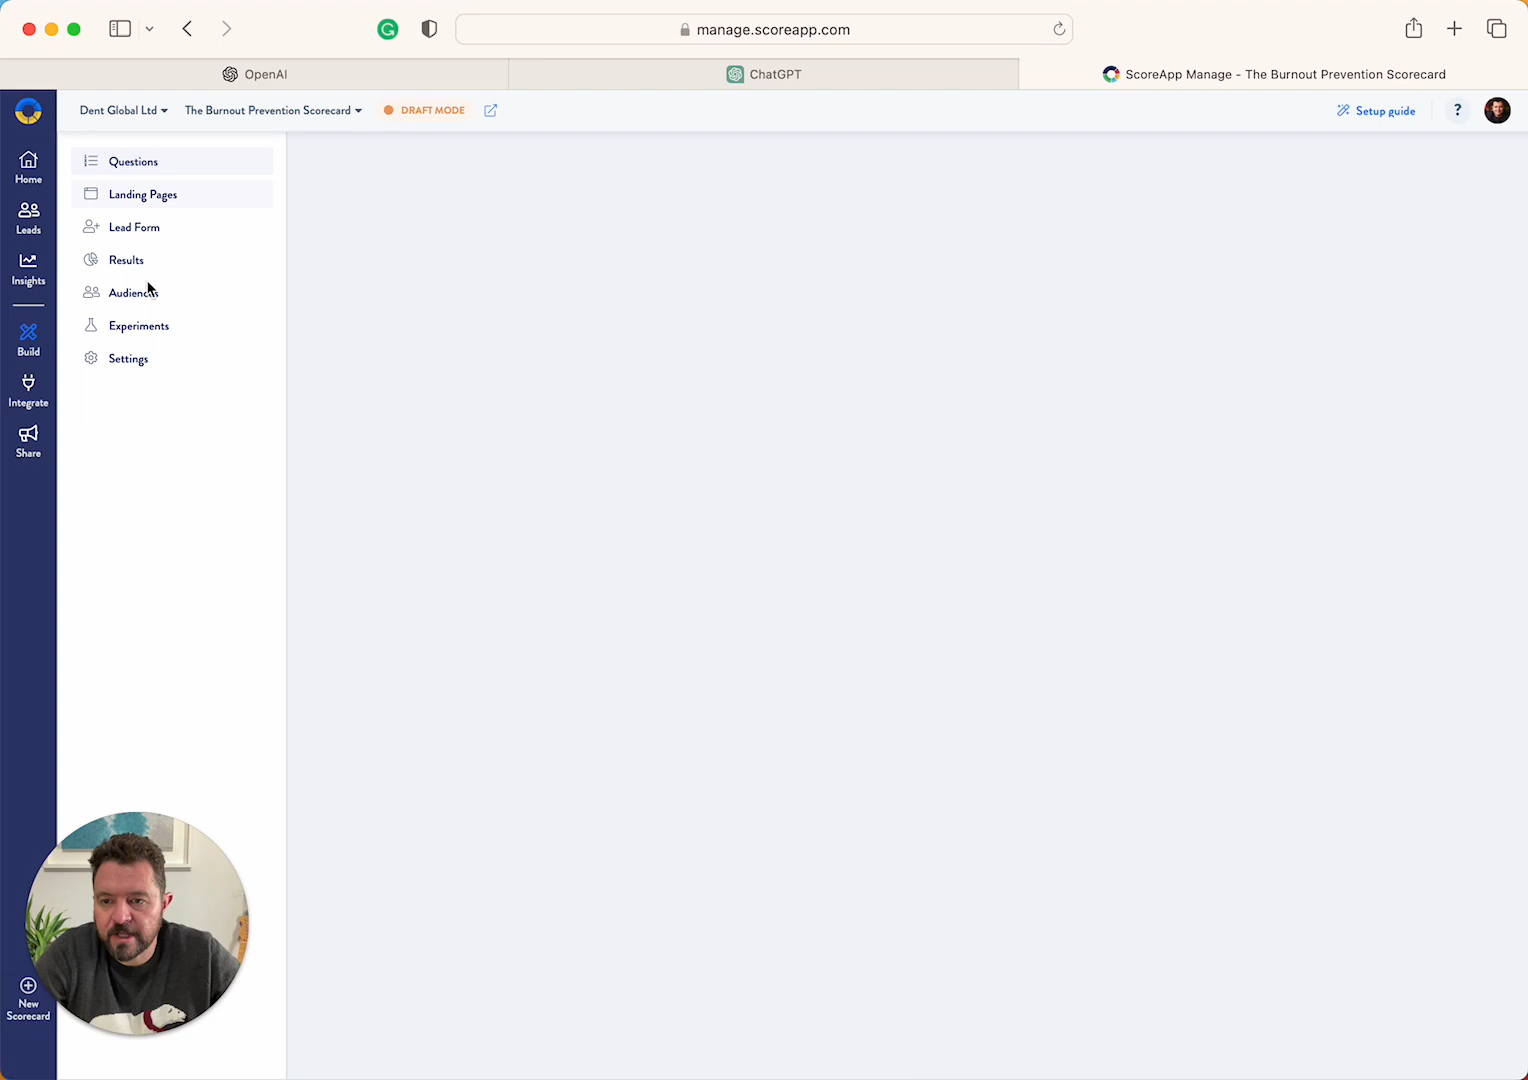 manage.scoreapp.com
OpenAI
ChatGPT
ScoreApp Manage - The Burnout Prevention Scorecard
Dent Global Ltd
The Burnout Prevention Scorecard
DRAFT MODE
Setup guide
?
Home
Leads
Insights
Build
Integrate
Share
New
Scorecard
Questions
Landing Pages
Lead Form
Results
Audiences
Experiments
Settings